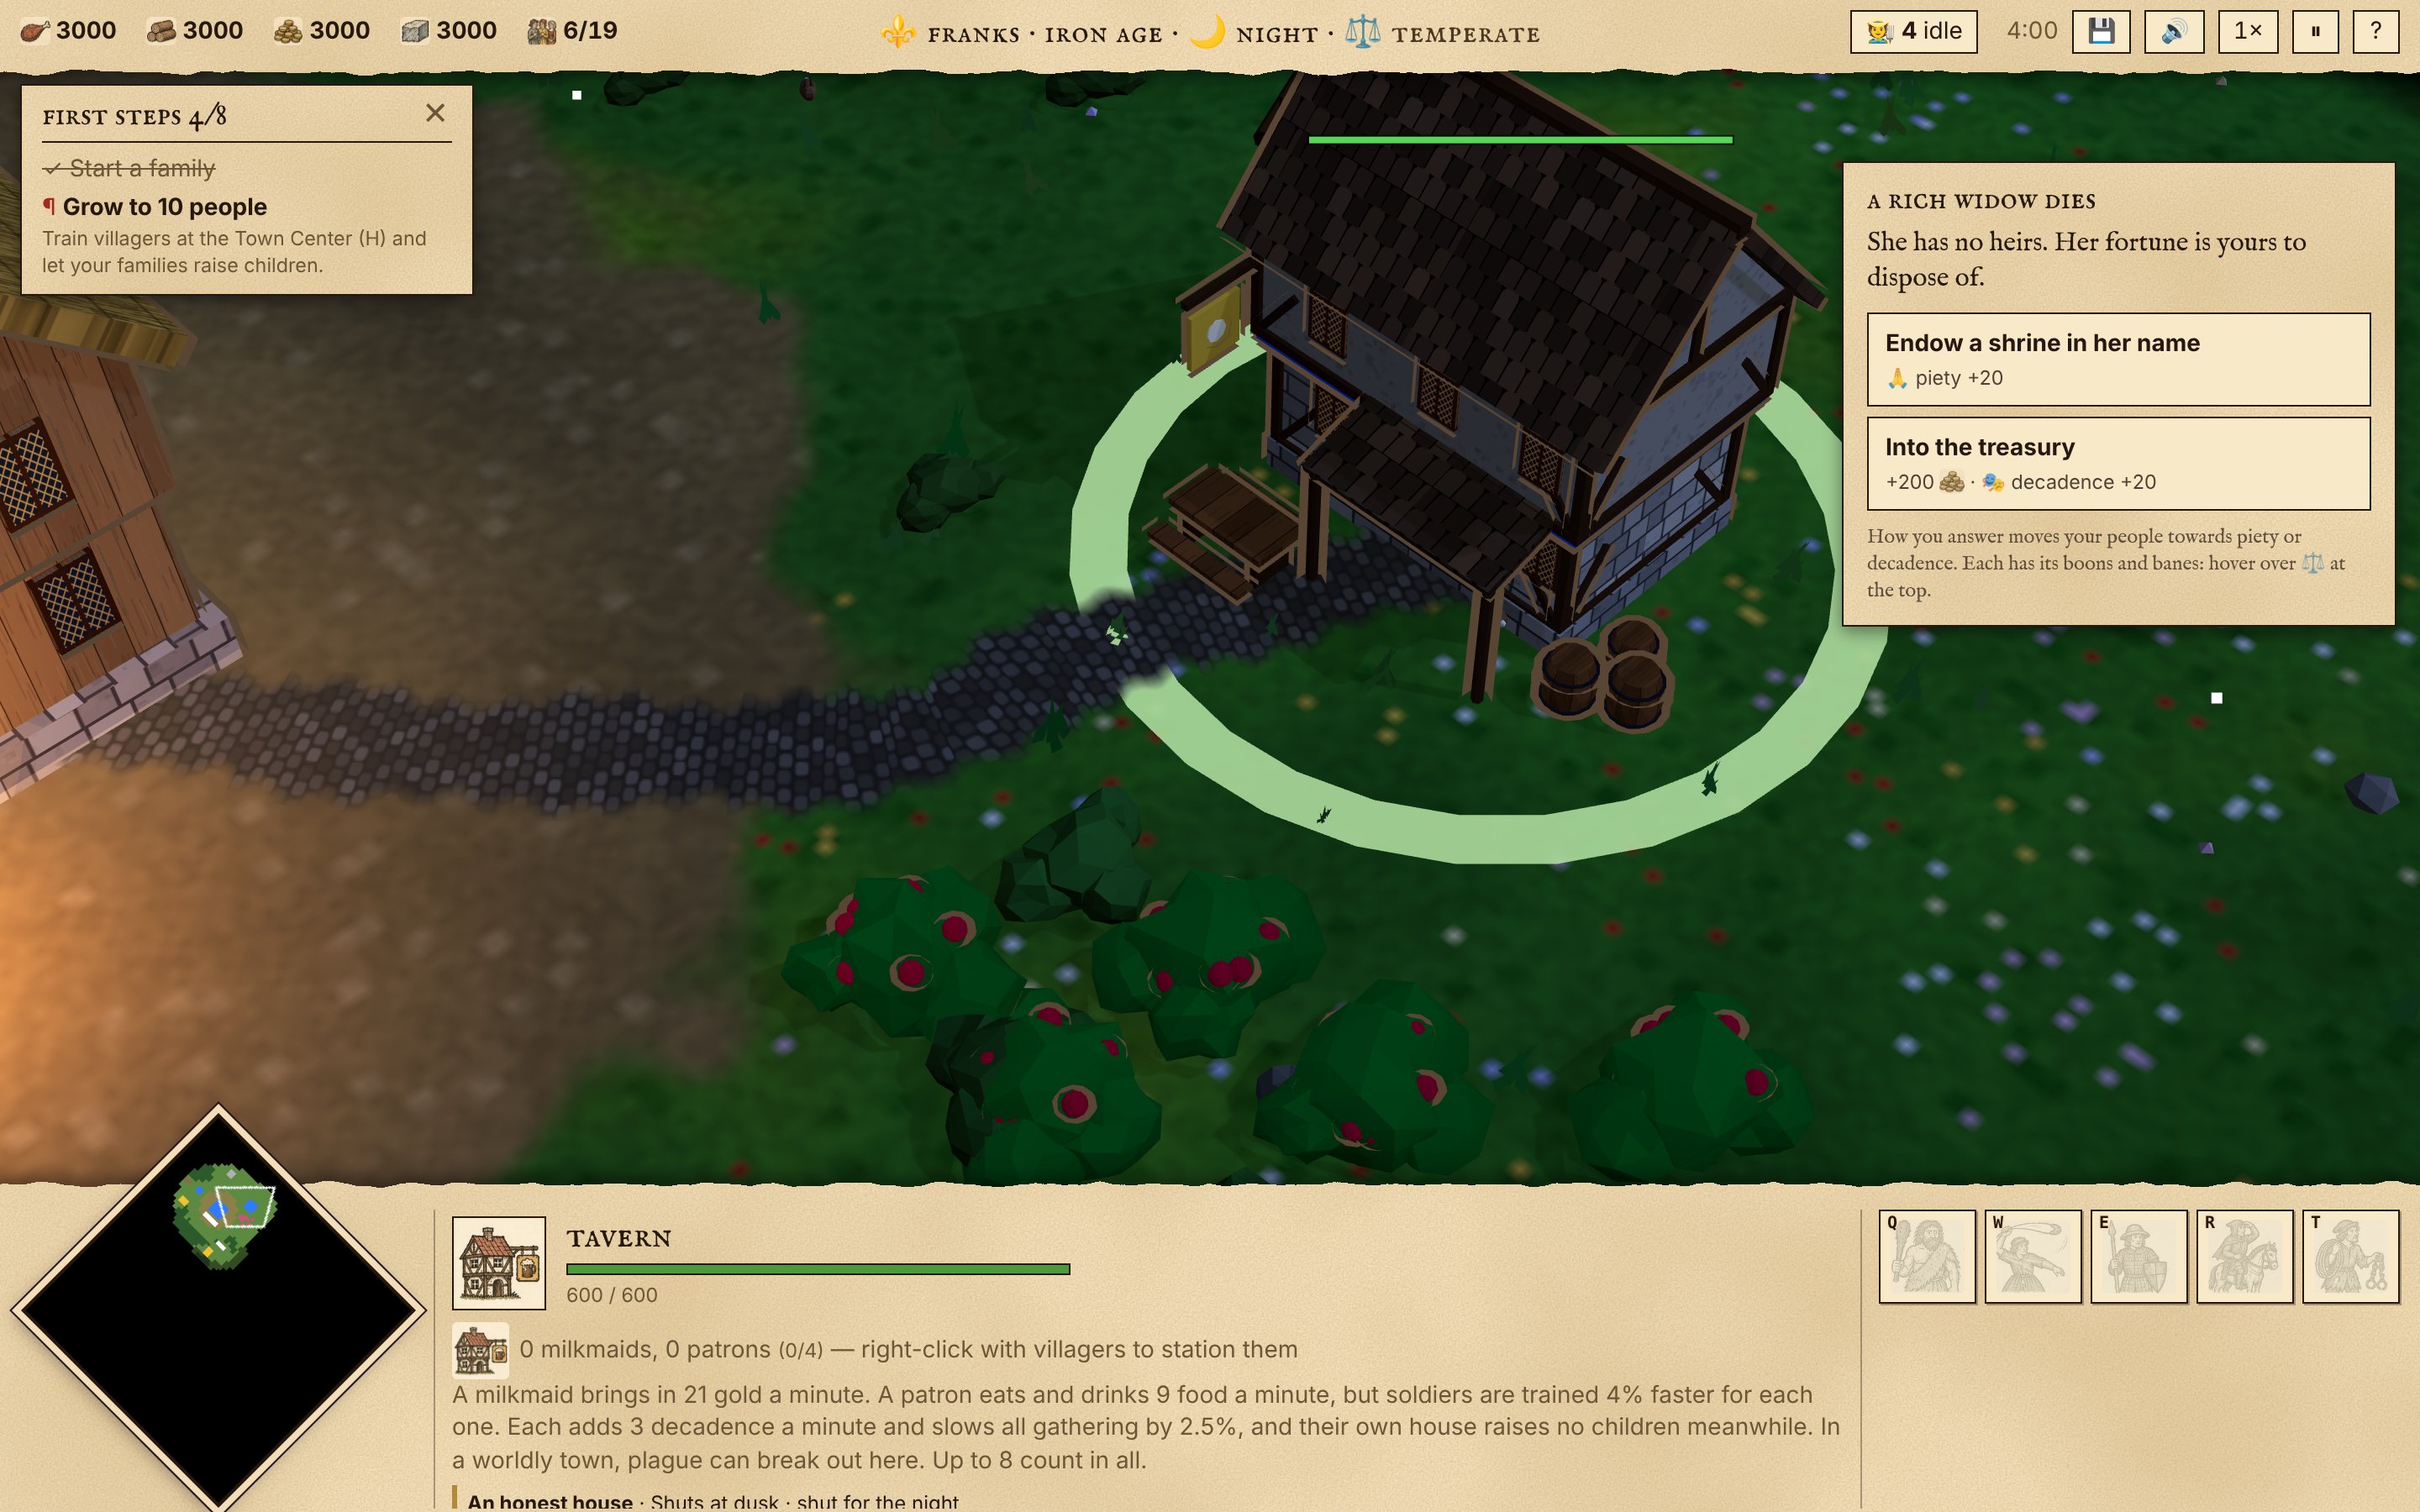 3000 3000 3000 3000 6/19
FRANKS · IRON AGE · NIGHT · TEMPERATE
4 idle 4:00 1× ?
FIRST STEPS 4/8
Start a family
¶ Grow to 10 people
Train villagers at the Town Center (H) and
let your families raise children.
A RICH WIDOW DIES
She has no heirs. Her fortune is yours to
dispose of.
Endow a shrine in her name
piety +20
Into the treasury
+200 · decadence +20
How you answer moves your people towards piety or
decadence. Each has its boons and banes: hover over at
the top.
TAVERN
600 / 600
0 milkmaids, 0 patrons (0/4) — right-click with villagers to station them
A milkmaid brings in 21 gold a minute. A patron eats and drinks 9 food a minute, but soldiers are trained 4% faster for each
one. Each adds 3 decadence a minute and slows all gathering by 2.5%, and their own house raises no children meanwhile. In
a worldly town, plague can break out here. Up to 8 count in all.
An honest house · Shuts at dusk · shut for the night
Q W E R T